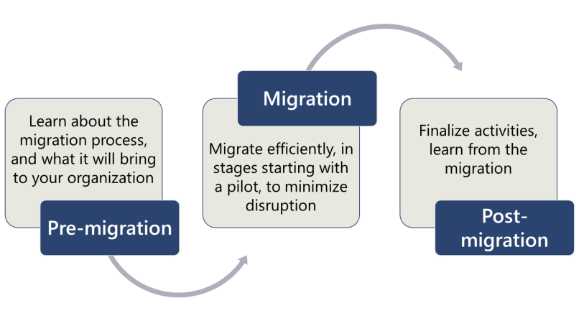 Learn about the
migration process,
and what it will bring
to your organization
Pre-migration
Migration
Migrate efficiently, in
stages starting with
a pilot, to minimize
disruption
Finalize activities,
learn from the
migration
Post-
migration